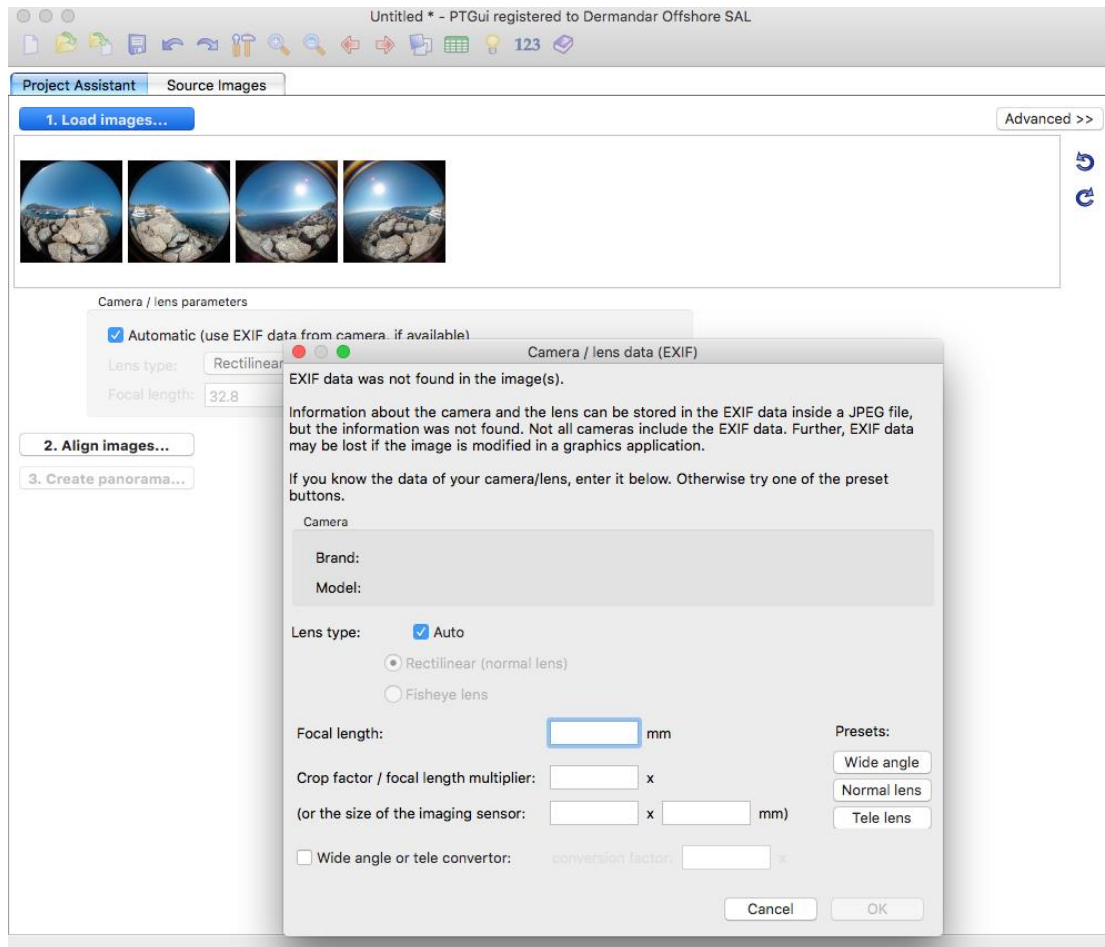 Untitled * - PTGui registered to Dermandar Offshore SAL
123
Project Assistant
Source Images
1. Load images...
Advanced >>
Camera / lens parameters
Automatic (use EXIF data from camera, if available)
Lens type:
Rectilinear
Focal length:
32.8
2. Align images...
3. Create panorama...
Camera / lens data (EXIF)
EXIF data was not found in the image(s).
Information about the camera and the lens can be stored in the EXIF data inside a JPEG file,
but the information was not found. Not all cameras include the EXIF data. Further, EXIF data
may be lost if the image is modified in a graphics application.
If you know the data of your camera/lens, enter it below. Otherwise try one of the preset
buttons.
Camera
Brand:
Model:
Lens type:
Auto
Rectilinear (normal lens)
Fisheye lens
Focal length:
mm
Presets:
Wide angle
Crop factor / focal length multiplier:
x
Normal lens
(or the size of the imaging sensor:
x
mm)
Tele lens
Wide angle or tele convertor:
conversion factor:
x
Cancel
OK